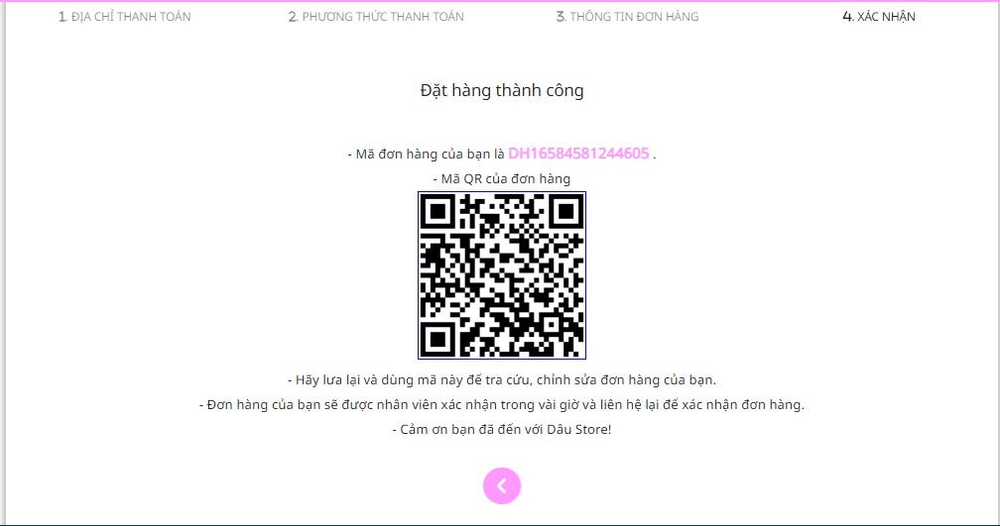 1. ĐỊA CHỈ THANH TOÁN
2. PHƯƠNG THỨC THANH TOÁN
3. THÔNG TIN ĐƠN HÀNG
4. XÁC NHẬN
Đặt hàng thành công
- Mã đơn hàng của bạn là DH16584581244605 .
- Mã QR của đơn hàng
- Hãy lưa lại và dùng mã này để tra cứu, chỉnh sửa đơn hàng của bạn.
- Đơn hàng của bạn sẽ được nhân viên xác nhận trong vài giờ và liên hệ lại để xác nhận đơn hàng.
- Cảm ơn bạn đã đến với Dâu Store!